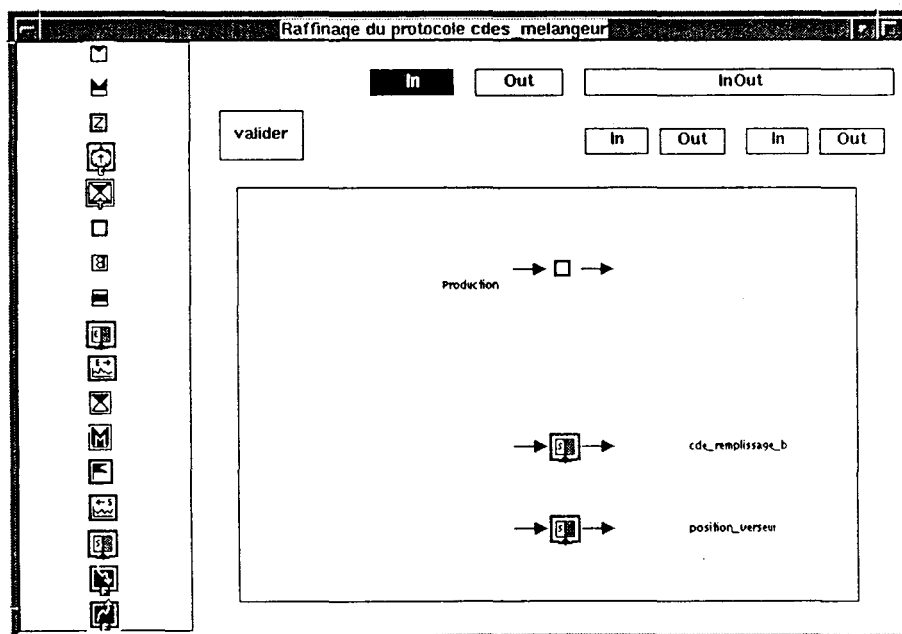 Raffinage du protocole cdes_melangeur
In Out InOut
valider
In Out In Out
Production
cde_remplissage_b
position_verseur